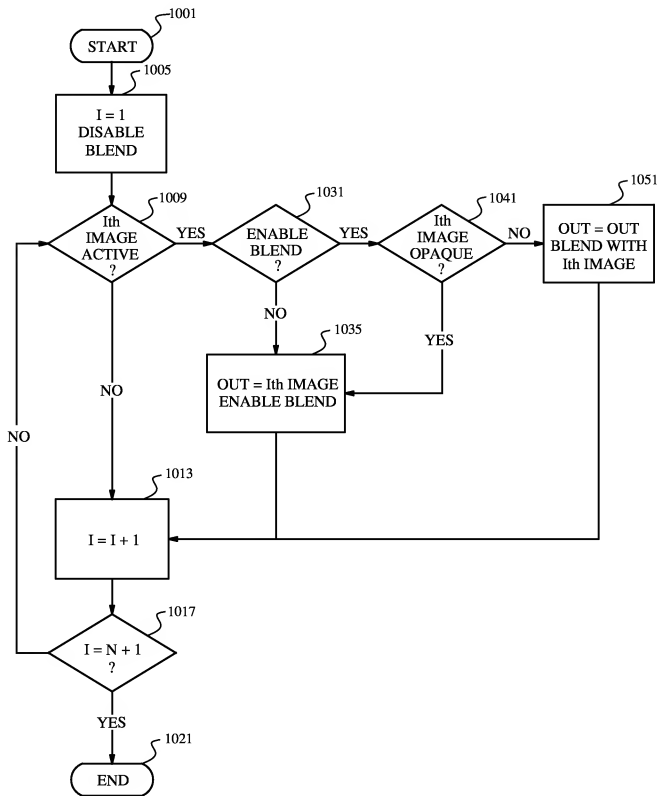 1001
START
1005
I = 1
DISABLE
BLEND
1009
Ith
IMAGE
ACTIVE
?
YES
1031
ENABLE
BLEND
?
YES
1041
Ith
IMAGE
OPAQUE
?
NO
1051
OUT = OUT
BLEND WITH
Ith IMAGE
NO
YES
1035
OUT = Ith IMAGE
ENABLE BLEND
NO
NO
1013
I = I + 1
1017
I = N + 1
?
YES
1021
END